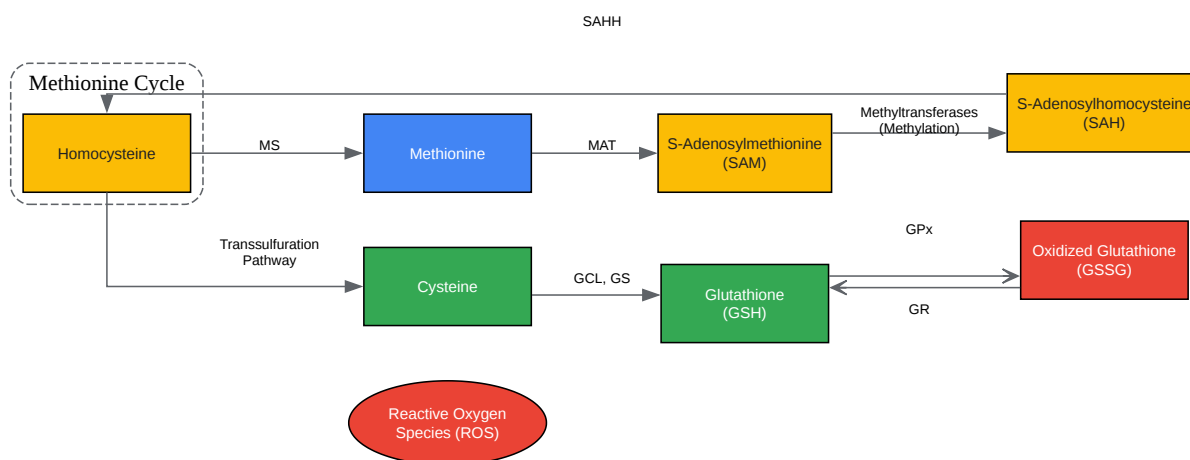 SAHH
Methionine Cycle
S-Adenosylhomocysteine
(SAH)
Methyltransferases
(Methylation)
Homocysteine
MS
Methionine
MAT
S-Adenosylmethionine
(SAM)
Transsulfuration
Pathway
GPx
Oxidized Glutathione
(GSSG)
Cysteine
GCL, GS
Glutathione
(GSH)
GR
Reactive Oxygen
Species (ROS)